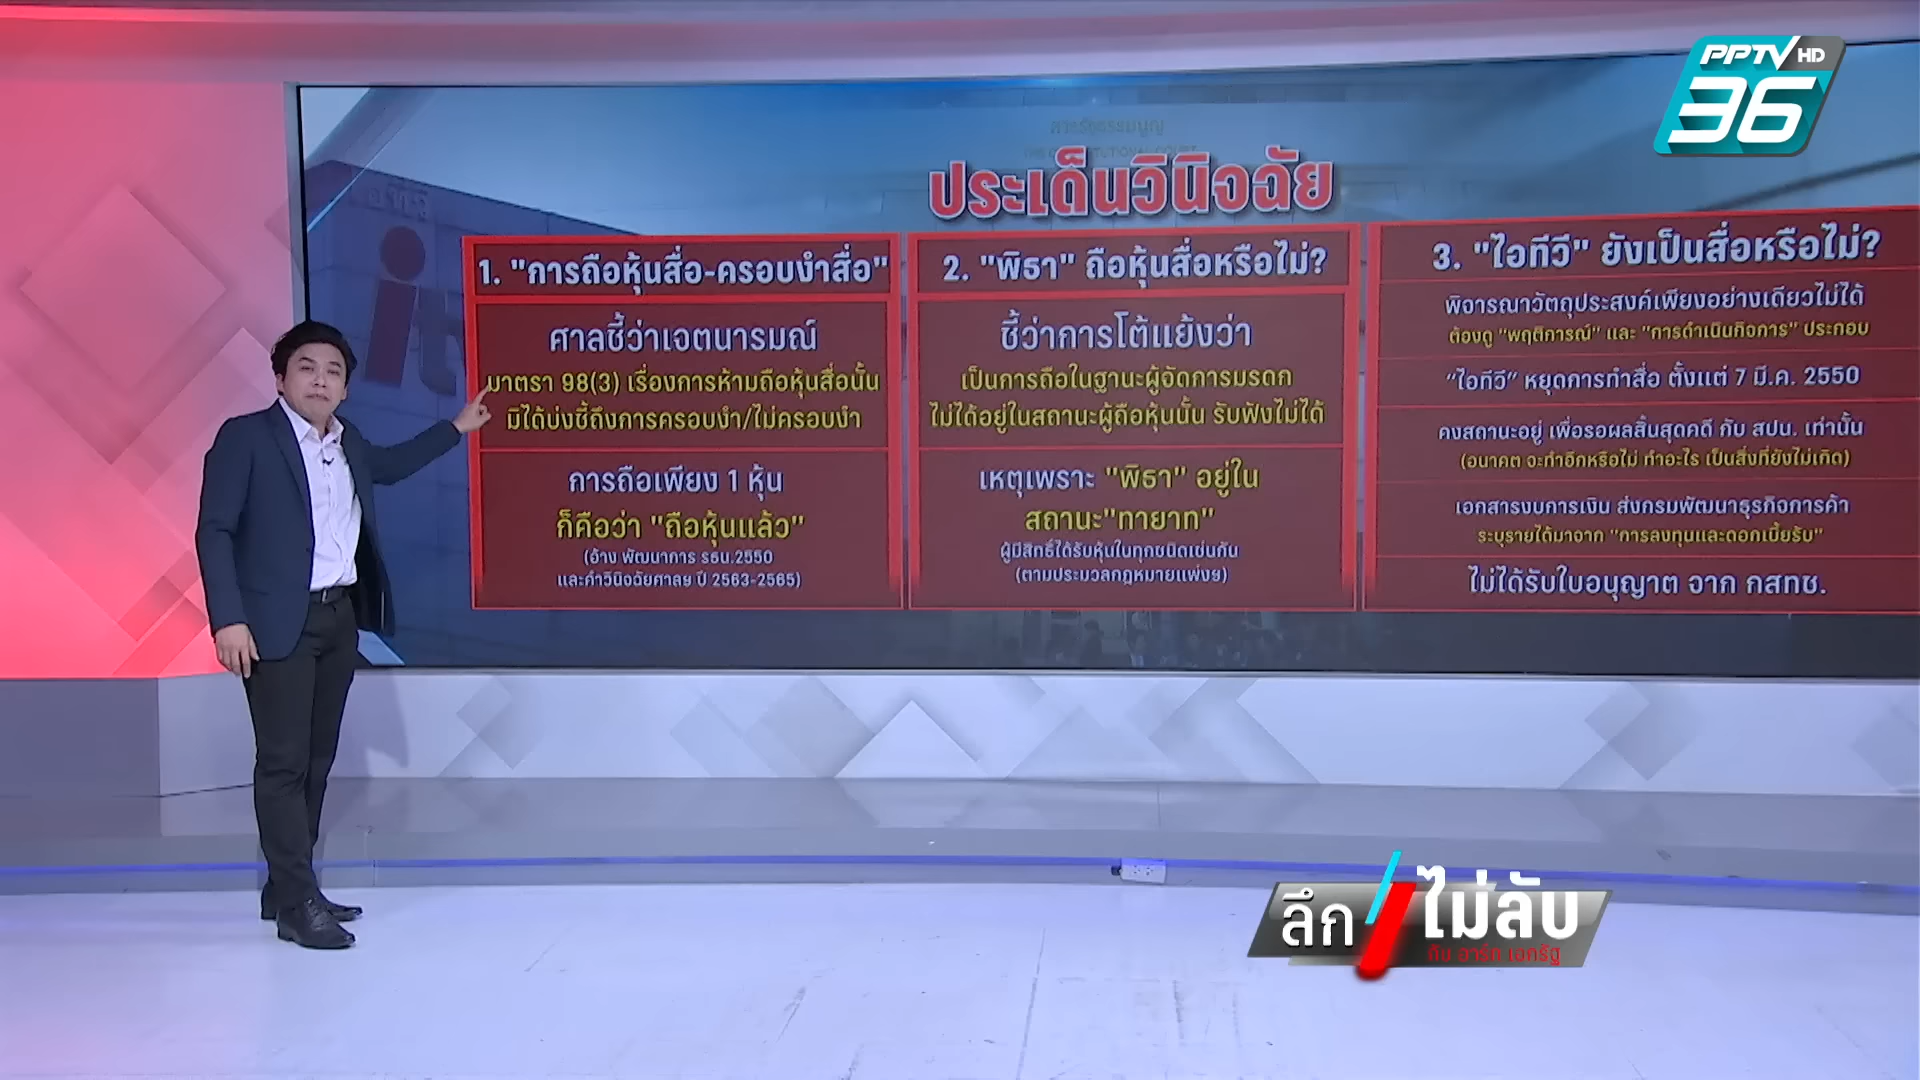 PPTV HD
36
ศาลรัฐธรรมนูญ
ประเด็นวินิจฉัย
1. "การถือหุ้นสื่อ-ครอบงำสื่อ"
ศาลชี้ว่าเจตนารมณ์
มาตรา 98(3) เรื่องการห้ามถือหุ้นสื่อนั้น
มิได้บ่งชี้ถึงการครอบงำ/ไม่ครอบงำ
การถือเพียง 1 หุ้น
ก็คือว่า "ถือหุ้นแล้ว"
(อ้าง พัฒนาการ รธน.2550
และคำวินิจฉัยศาลฯ ปี 2563-2565)
2. "พิธา" ถือหุ้นสื่อหรือไม่?
ชี้ว่าการโต้แย้งว่า
เป็นการถือในฐานะผู้จัดการมรดก
ไม่ได้อยู่ในสถานะผู้ถือหุ้นนั้น รับฟังไม่ได้
เหตุเพราะ "พิธา" อยู่ใน
สถานะ"ทายาท"
ผู้มีสิทธิ์ได้รับหุ้นในทุกชนิดเช่นกัน
(ตามประมวลกฎหมายแพ่งฯ)
3. "ไอทีวี" ยังเป็นสื่อหรือไม่?
พิจารณาวัตถุประสงค์เพียงอย่างเดียวไม่ได้
ต้องดู "พฤติการณ์" และ "การดำเนินกิจการ" ประกอบ
"ไอทีวี" หยุดการทำสื่อ ตั้งแต่ 7 มี.ค. 2550
คงสถานะอยู่ เพื่อรอผลสิ้นสุดคดี กับ สปน. เท่านั้น
(อนาคต จะทำอีกหรือไม่ ทำอะไร เป็นสิ่งที่ยังไม่เกิด)
เอกสารงบการเงิน ส่งกรมพัฒนาธุรกิจการค้า
ระบุรายได้มาจาก "การลงทุนและดอกเบี้ยรับ"
ไม่ได้รับใบอนุญาต จาก กสทช.
ลึก/ไม่ลับ
กับ อาร์ต เอกรัฐ